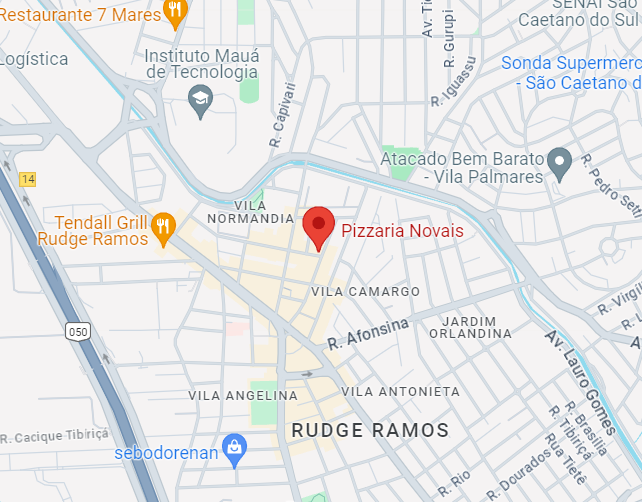 Restaurante 7 Mares
Logística
Instituto Mauá
de Tecnologia
Av. Tie
R. Gurupi
SENAI São
Caetano do Sul
Sonda Supermerc
- São Caetano d
R. Iguassu
R. Capivari
Atacado Bem Barato
- Vila Palmares
R. Pedro Sett
14
VILA
NORMANDIA
Tendall Grill
Rudge Ramos
Pizzaria Novais
VILA CAMARGO
R. Virgíl
050
R. Afonsina
JARDIM
ORLANDINA
Av. Lauro Gomes
VILA ANGELINA
VILA ANTONIETA
RUDGE RAMOS
R. Cacique Tibiriçá
sebodorenan
R. Brasília
R. Tibiriçá
Rua Tietê
R. Dourados
R. Rio